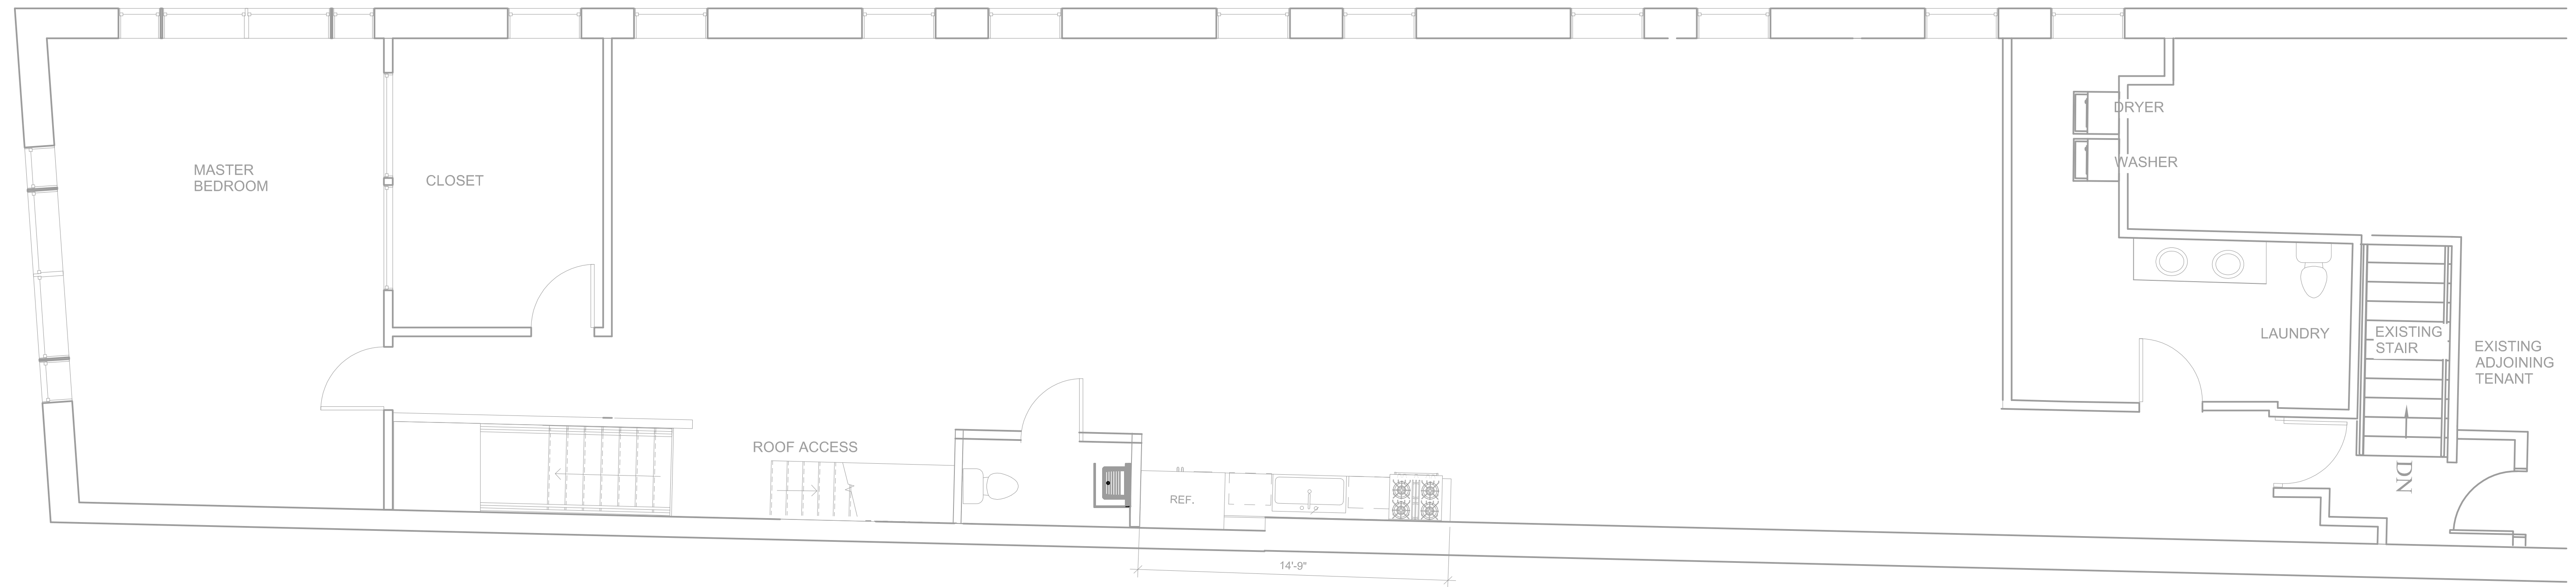 MASTER
BEDROOM
CLOSET
ROOF ACCESS
REF.
14'-9"
DRYER
WASHER
LAUNDRY
EXISTING
STAIR
DN
EXISTING
ADJOINING
TENANT